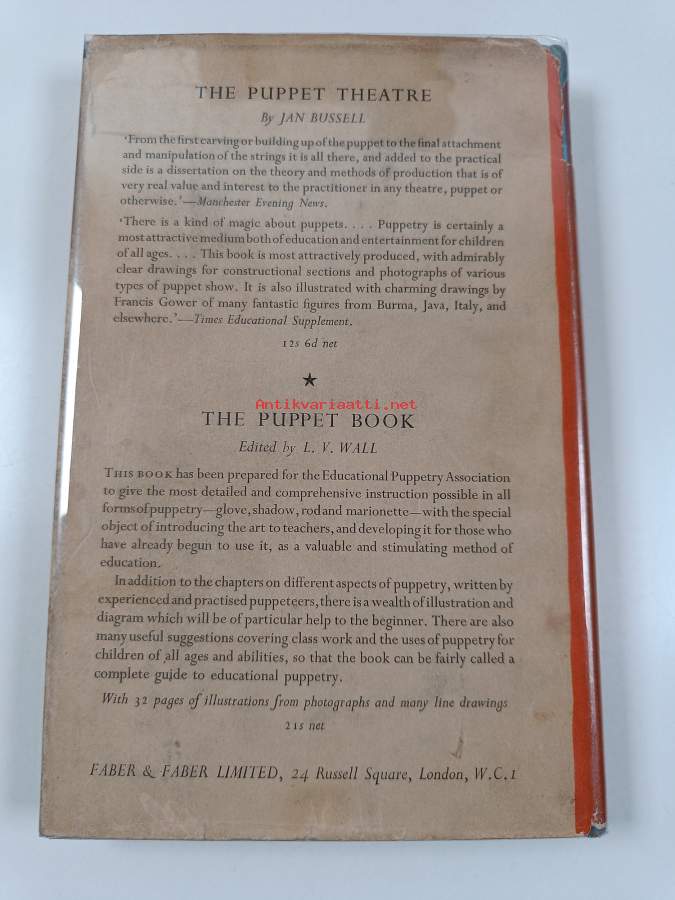 THE PUPPET THEATRE
By JAN BUSSELL
'From the first carving or building up of the puppet to the final attachment
and manipulation of the strings it is all there, and added to the practical
side is a dissertation on the theory and methods of production that is of
very real value and interest to the practitioner in any theatre, puppet or
otherwise.'—Manchester Evening News.
'There is a kind of magic about puppets. . . . Puppetry is certainly a
most attractive medium both of education and entertainment for children
of all ages. . . . This book is most attractively produced, with admirably
clear drawings for constructional sections and photographs of various
types of puppet show. It is also illustrated with charming drawings by
Francis Gower of many fantastic figures from Burma, Java, Italy, and
elsewhere.'—Times Educational Supplement.
12s 6d net
★
Antikvariaatti.net
THE PUPPET BOOK
Edited by L. V. WALL
THIS BOOK has been prepared for the Educational Puppetry Association
to give the most detailed and comprehensive instruction possible in all
forms of puppetry—glove, shadow, rod and marionette—with the special
object of introducing the art to teachers, and developing it for those who
have already begun to use it, as a valuable and stimulating method of
education.
In addition to the chapters on different aspects of puppetry, written by
experienced and practised puppeteers, there is a wealth of illustration and
diagram which will be of particular help to the beginner. There are also
many useful suggestions covering class work and the uses of puppetry for
children of all ages and abilities, so that the book can be fairly called a
complete guide to educational puppetry.
With 32 pages of illustrations from photographs and many line drawings
21s net
FABER & FABER LIMITED, 24 Russell Square, London, W.C.1